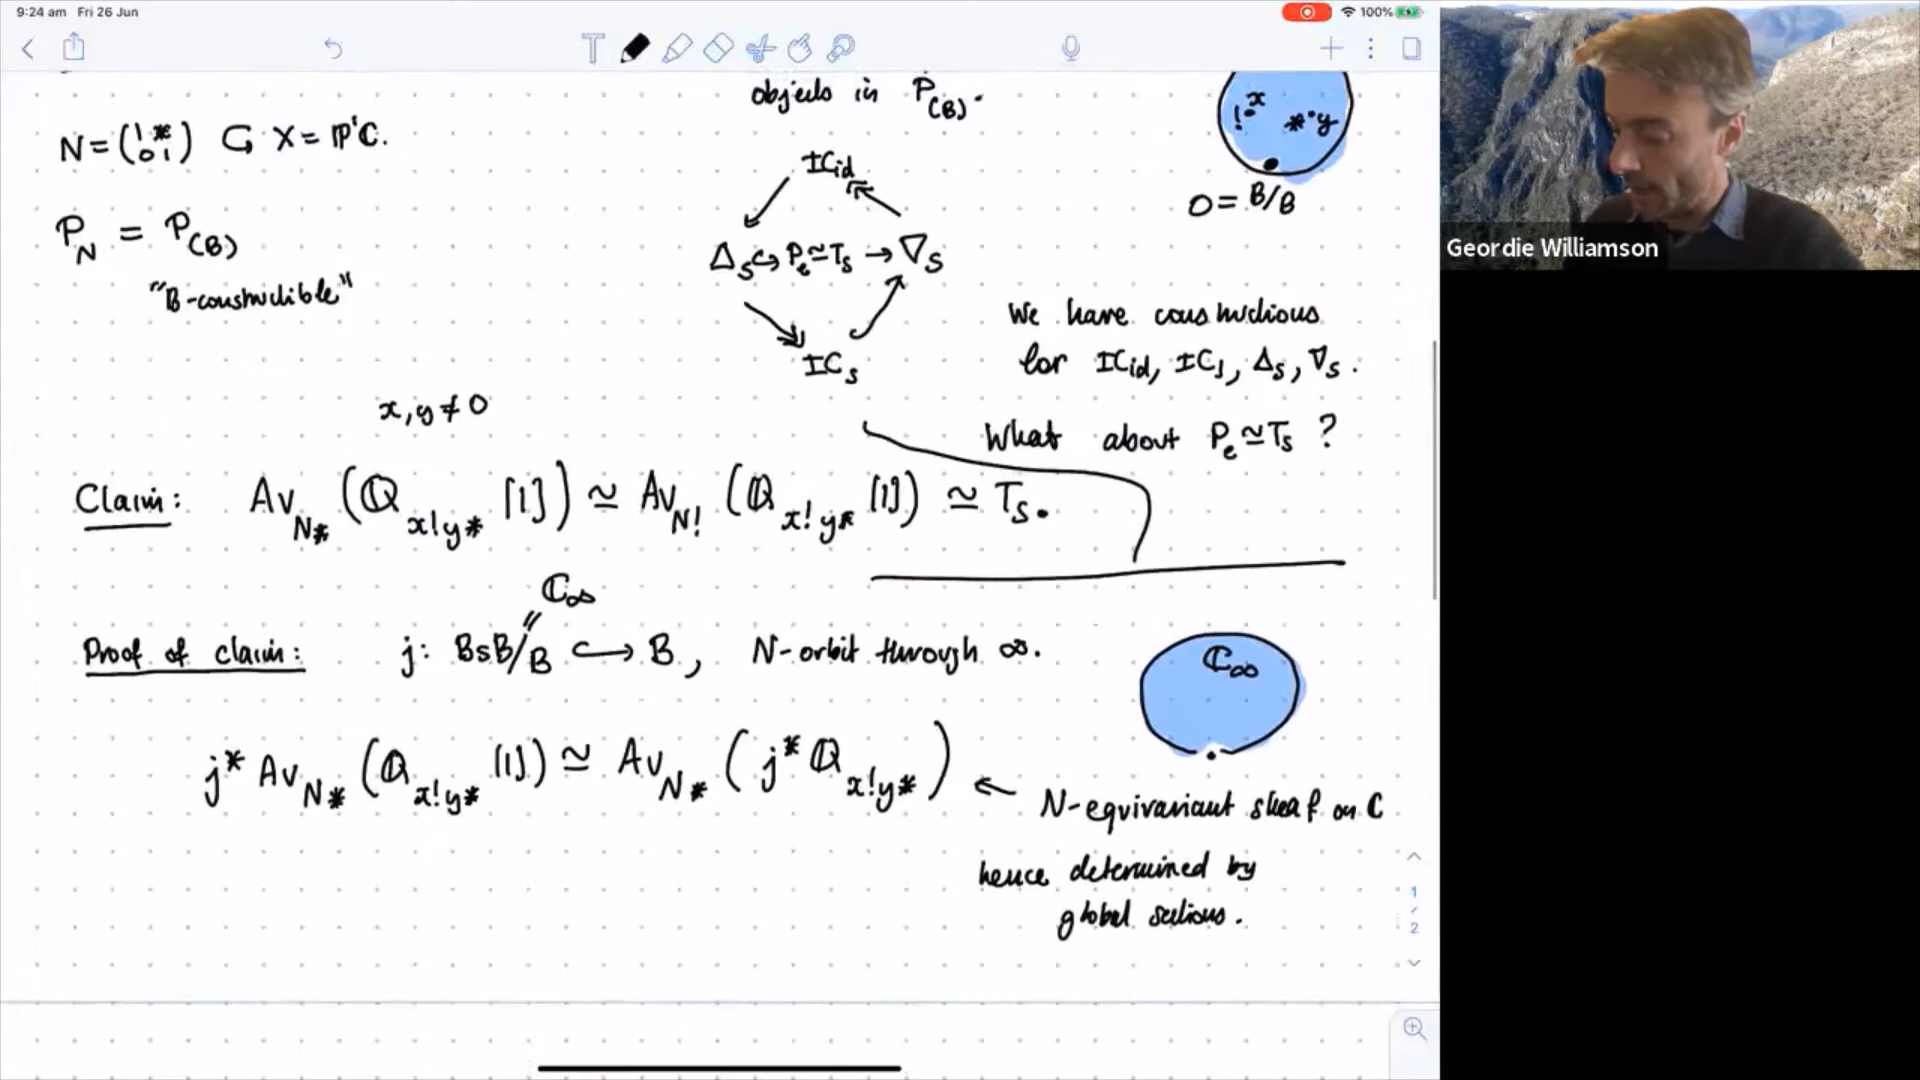 9:24 am Fri 26 Jun
100%
objects in P_(B).
N = (1 * 0 1) ↻ X = P¹C.
P_N = P_(B)
"B-constructible"
IC_id
Δ_s ↪ P_e ≃ T_s → ∇_s
IC_s
!·x *·y
0 = B/B
We have constructions
for IC_id, IC_s, Δ_s, ∇_s.
What about P_e ≃ T_s ?
x, y ≠ 0
Claim: Av_N* (Q_x!y* [1]) ≃ Av_N! (Q_x!y* [1]) ≃ T_s.
C_∞
Proof of claim: j: BsB/B ↪ B, N-orbit through ∞.
C_∞
j* Av_N* (Q_x!y* [1]) ≃ Av_N* (j* Q_x!y*) ← N-equivariant sheaf on C
hence determined by
global sections.
1
/
2
Geordie Williamson